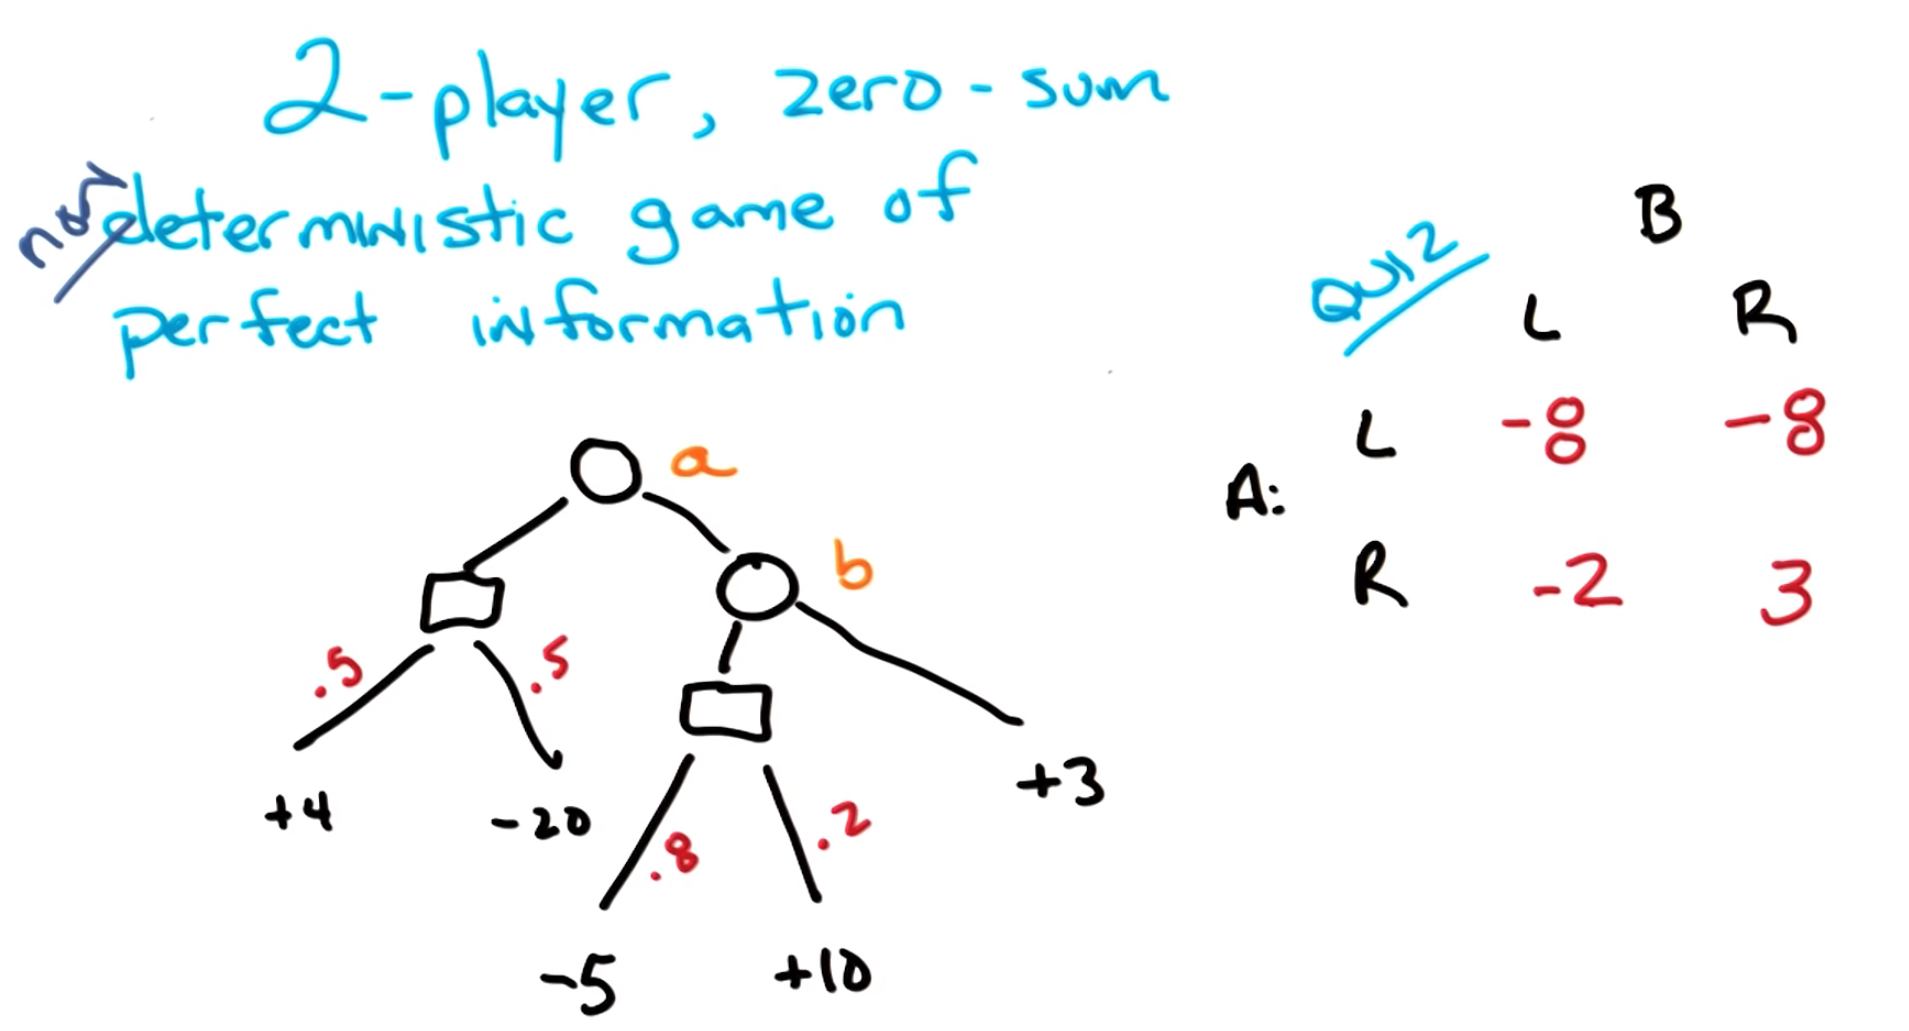 2-player, zero-sum
non
deterministic game of
perfect information
QUIZ
B
L R
L -8 -8
A:
R -2 3
a
b
.5 .5
+4 -20
.8 .2
+3
-5 +10